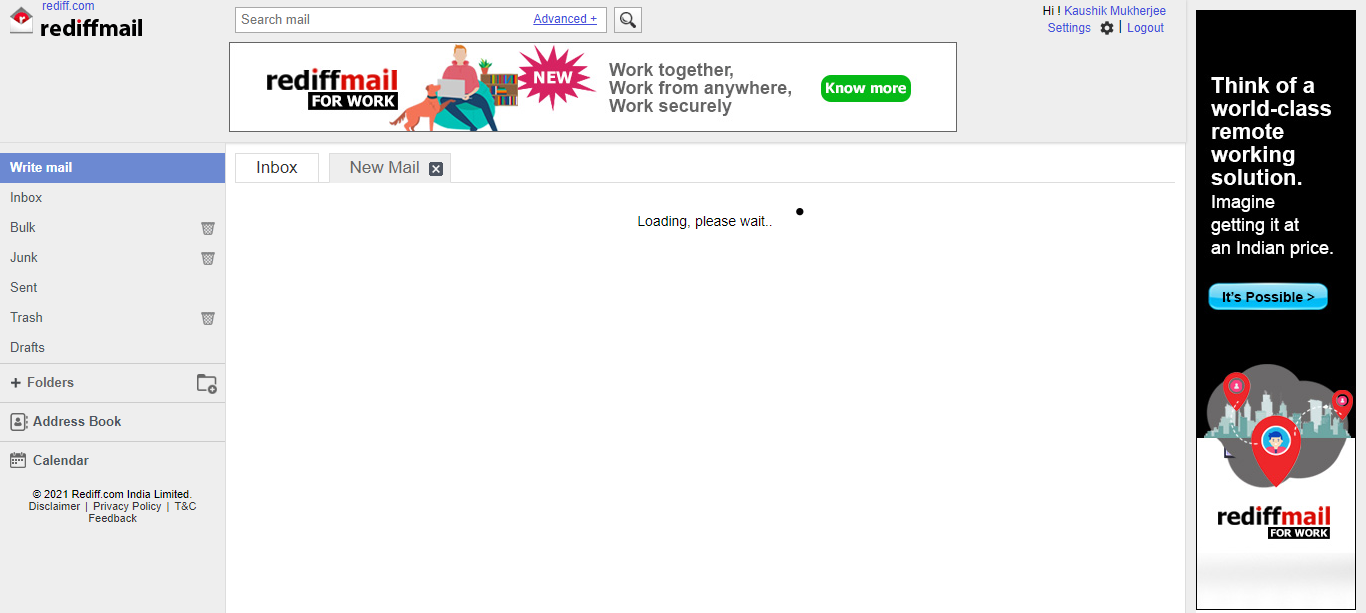 rediff.com
rediffmail
Search mail
Advanced +
Hi ! Kaushik Mukherjee
Settings | Logout
rediffmail
FOR WORK
NEW
Work together,
Work from anywhere,
Work securely
Know more
Write mail
Inbox
Bulk
Junk
Sent
Trash
Drafts
+ Folders
Address Book
Calendar
© 2021 Rediff.com India Limited.
Disclaimer | Privacy Policy | T&C
Feedback
Inbox
New Mail
Loading, please wait..
Think of a
world-class
remote
working
solution.
Imagine
getting it at
an Indian price.
It's Possible >
rediffmail
FOR WORK